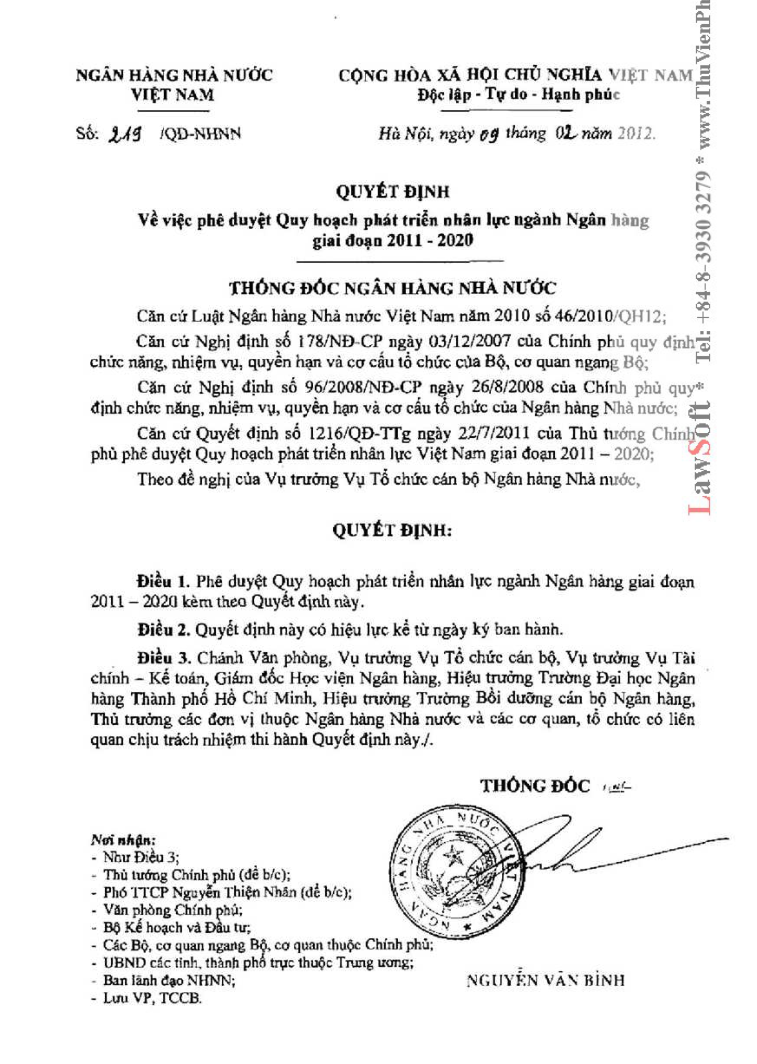 NGÂN HÀNG NHÀ NƯỚC
VIỆT NAM
CỘNG HÒA XÃ HỘI CHỦ NGHĨA VIỆT NAM
Độc lập - Tự do - Hạnh phúc
Số: 219 /QĐ-NHNN
Hà Nội, ngày 09 tháng 02 năm 2012.
QUYẾT ĐỊNH
Về việc phê duyệt Quy hoạch phát triển nhân lực ngành Ngân hàng
giai đoạn 2011 - 2020
THỐNG ĐỐC NGÂN HÀNG NHÀ NƯỚC
Căn cứ Luật Ngân hàng Nhà nước Việt Nam năm 2010 số 46/2010/QH12;
Căn cứ Nghị định số 178/NĐ-CP ngày 03/12/2007 của Chính phủ quy định
chức năng, nhiệm vụ, quyền hạn và cơ cấu tổ chức của Bộ, cơ quan ngang Bộ;
Căn cứ Nghị định số 96/2008/NĐ-CP ngày 26/8/2008 của Chính phủ quy
định chức năng, nhiệm vụ, quyền hạn và cơ cấu tổ chức của Ngân hàng Nhà nước;
Căn cứ Quyết định số 1216/QĐ-TTg ngày 22/7/2011 của Thủ tướng Chính
phủ phê duyệt Quy hoạch phát triển nhân lực Việt Nam giai đoạn 2011 – 2020;
Theo đề nghị của Vụ trưởng Vụ Tổ chức cán bộ Ngân hàng Nhà nước,
QUYẾT ĐỊNH:
Điều 1. Phê duyệt Quy hoạch phát triển nhân lực ngành Ngân hàng giai đoạn
2011 – 2020 kèm theo Quyết định này.
Điều 2. Quyết định này có hiệu lực kể từ ngày ký ban hành.
Điều 3. Chánh Văn phòng, Vụ trưởng Vụ Tổ chức cán bộ, Vụ trưởng Vụ Tài
chính – Kế toán, Giám đốc Học viện Ngân hàng, Hiệu trưởng Trường Đại học Ngân
hàng Thành phố Hồ Chí Minh, Hiệu trưởng Trường Bồi dưỡng cán bộ Ngân hàng,
Thủ trưởng các đơn vị thuộc Ngân hàng Nhà nước và các cơ quan, tổ chức có liên
quan chịu trách nhiệm thi hành Quyết định này./.
THỐNG ĐỐC
Nơi nhận:
- Như Điều 3;
- Thủ tướng Chính phủ (để b/c);
- Phó TTCP Nguyễn Thiện Nhân (để b/c);
- Văn phòng Chính phủ;
- Bộ Kế hoạch và Đầu tư;
- Các Bộ, cơ quan ngang Bộ, cơ quan thuộc Chính phủ;
- UBND các tỉnh, thành phố trực thuộc Trung ương;
- Ban lãnh đạo NHNN;
- Lưu VP, TCCB.
NGÂN HÀNG NHÀ NƯỚC VIỆT NAM
NGUYỄN VĂN BÌNH
LawSoft * Tel: +84-8-3930 3279 * www.ThuVienPh